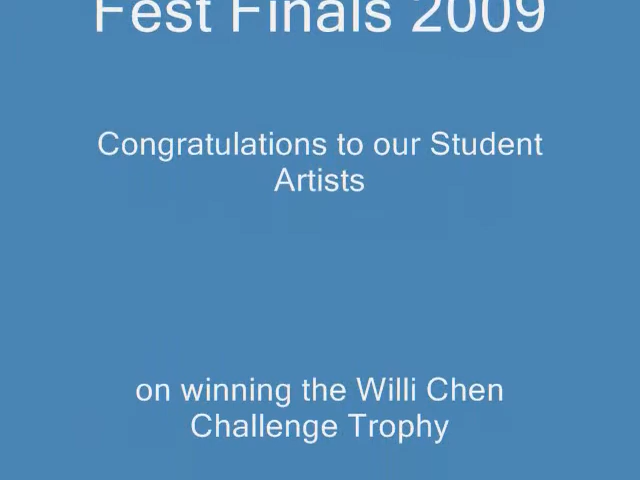 Fest Finals 2009
Congratulations to our Student
Artists
on winning the Willi Chen
Challenge Trophy